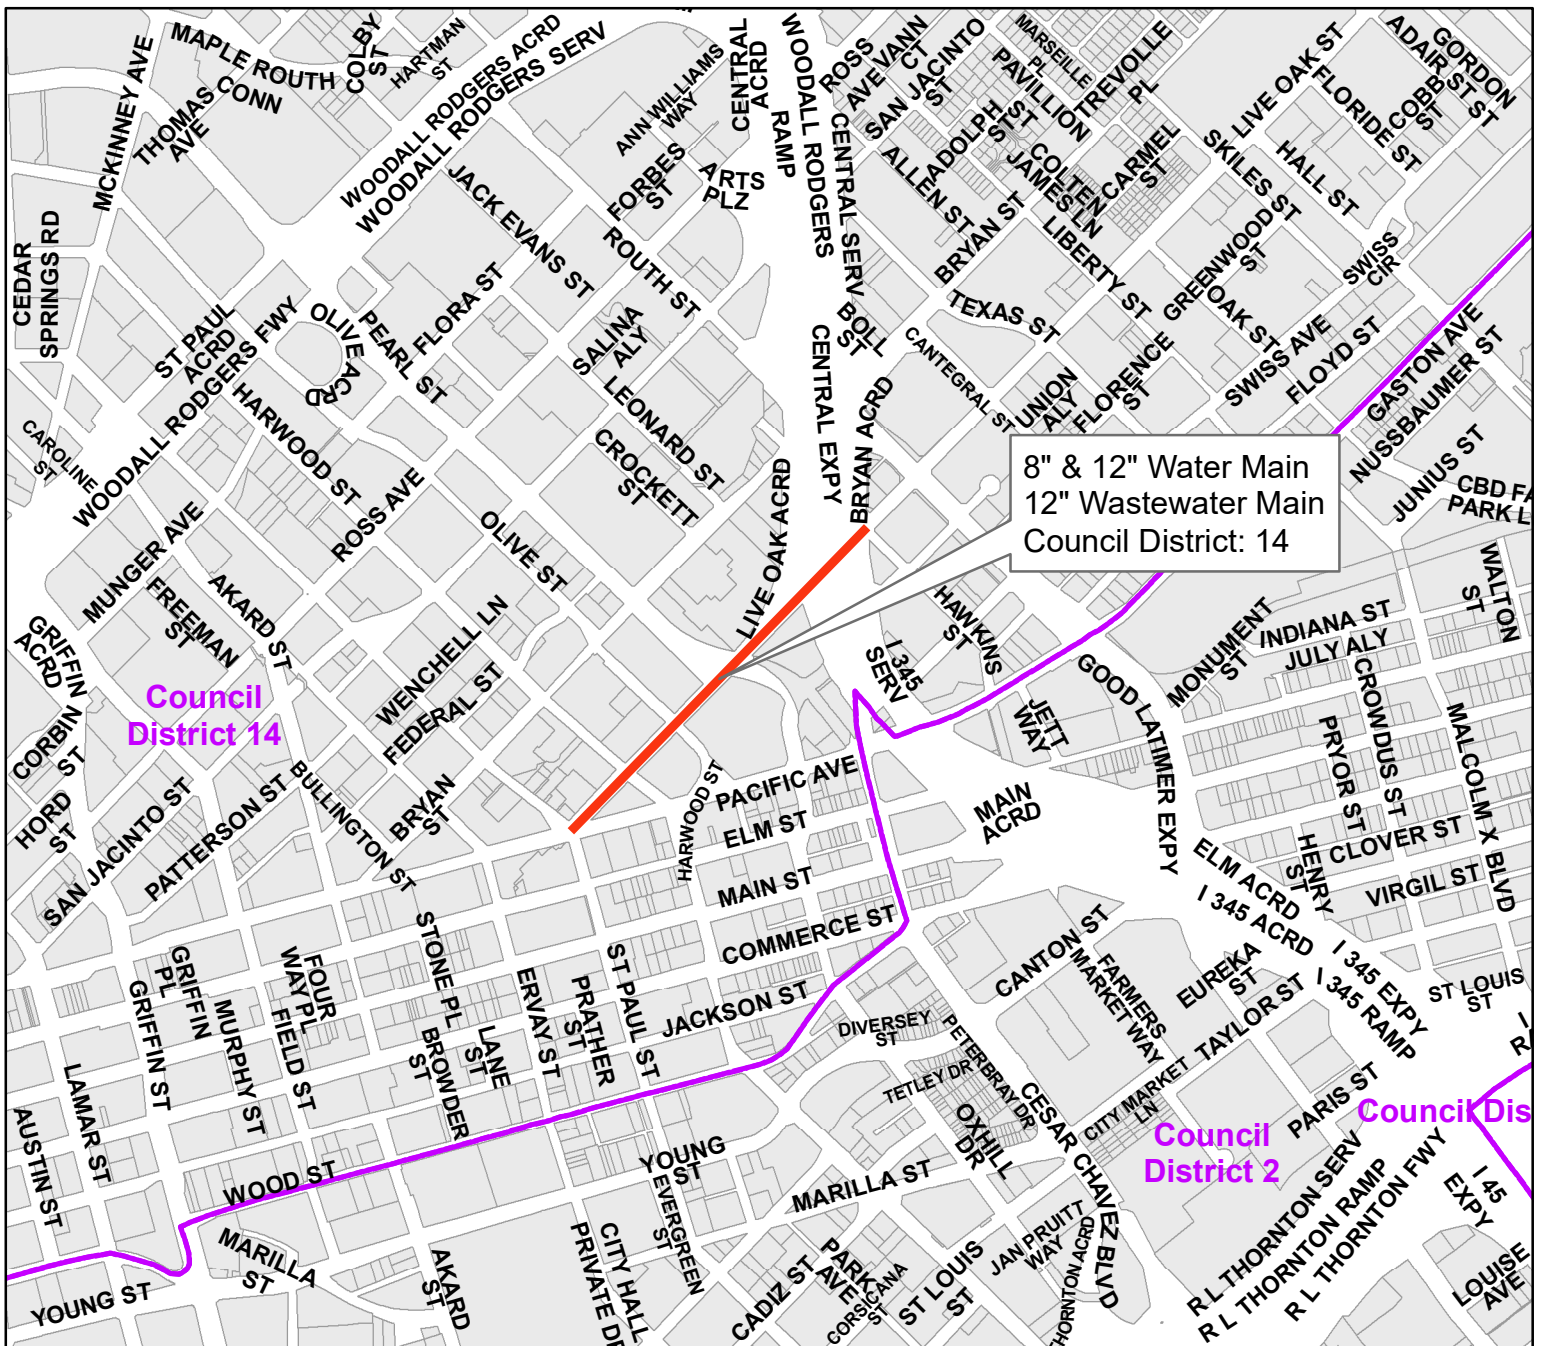 MAPLE ROUTH
CONN
COLBY
ST
HARTMAN
ST
WOODALL RODGERS ACRD
WOODALL RODGERS SERV
MCKINNEY AVE
THOMAS
AVE
ANN WILLIAMS
WAY
CENTRAL
ACRD
WOODALL RODGERS
RAMP
CENTRAL SERV
ROSS
AVE
VANN
CT
SAN JACINTO
ST
MARSEILLE
PL
PAVILLION
ST
TREVOLLE
PL
ADOLPH
ST
ALLEN ST
COLTEN
JAMES LN
CARMEL
ST
SKILES ST
LIVE OAK ST
FLORIDE ST
ADAIR ST
COBB
ST
GORDON
ST
HALL ST
SWISS
CIR
GREENWOOD
ST
OAK ST
LIBERTY ST
BRYAN ST
TEXAS ST
FORBES
ST
ARTS
PLZ
JACK EVANS ST
ROUTH ST
FLORA ST
SALINA
ALY
CEDAR
SPRINGS RD
ST PAUL
ACRD
WOODALL RODGERS FWY
OLIVE ACRD
PEARL ST
HARWOOD ST
CAROLINE
ST
LEONARD ST
CROCKETT
ST
BOLL
ST
CENTRAL EXPY
BRYAN ACRD
CANTEGRAL ST
UNION
ALY
FLORENCE
ST
SWISS AVE
FLOYD ST
GASTON AVE
NUSSBAUMER ST
JUNIUS ST
CBD FA
PARK L
8" & 12" Water Main
12" Wastewater Main
Council District: 14
MUNGER AVE
FREEMAN
ST
ROSS AVE
AKARD ST
OLIVE ST
LIVE OAK ACRD
WENCHELL LN
FEDERAL ST
GRIFFIN
ACRD
CORBIN
ST
HORD
ST
Council
District 14
SAN JACINTO ST
PATTERSON ST
BULLINGTON ST
BRYAN
ST
HAWKINS
ST
I 345
SERV
JETT
WAY
GOOD LATIMER EXPY
MONUMENT
ST
INDIANA ST
JULY ALY
WALTON
ST
CROWDUS ST
PRYOR ST
MALCOLM X BLVD
CLOVER ST
VIRGIL ST
HENRY
ST
HARWOOD ST
PACIFIC AVE
ELM ST
MAIN ST
COMMERCE ST
JACKSON ST
MAIN
ACRD
ELM ACRD
I 345 ACRD
I 345 EXPY
I 345 RAMP
ST LOUIS
ST
CANTON ST
FARMERS
MARKET WAY
EUREKA
ST
TAYLOR ST
CITY MARKET
LN
PARIS ST
GRIFFIN
PL
GRIFFIN ST
MURPHY ST
FOUR
WAY PL
FIELD ST
STONE PL
BROWDER
ST
LANE
ST
ERVAY ST
PRATHER
ST
ST PAUL ST
LAMAR ST
AUSTIN ST
WOOD ST
YOUNG ST
MARILLA
ST
AKARD
ST
DIVERSEY
ST
TETLEY DR
PETERBRAY DR
OXHILL
DR
CESAR CHAVEZ BLVD
YOUNG
ST
EVERGREEN
ST
CITY HALL
PRIVATE DR
MARILLA ST
CADIZ ST
PARK
AVE
CORSICANA
ST
ST LOUIS
ST
JAN PRUITT
WAY
THORNTON ACRD
Council
District 2
Council Dis
R L THORNTON SERV
R L THORNTON RAMP
R L THORNTON FWY
I 45
EXPY
LOUISE
AVE